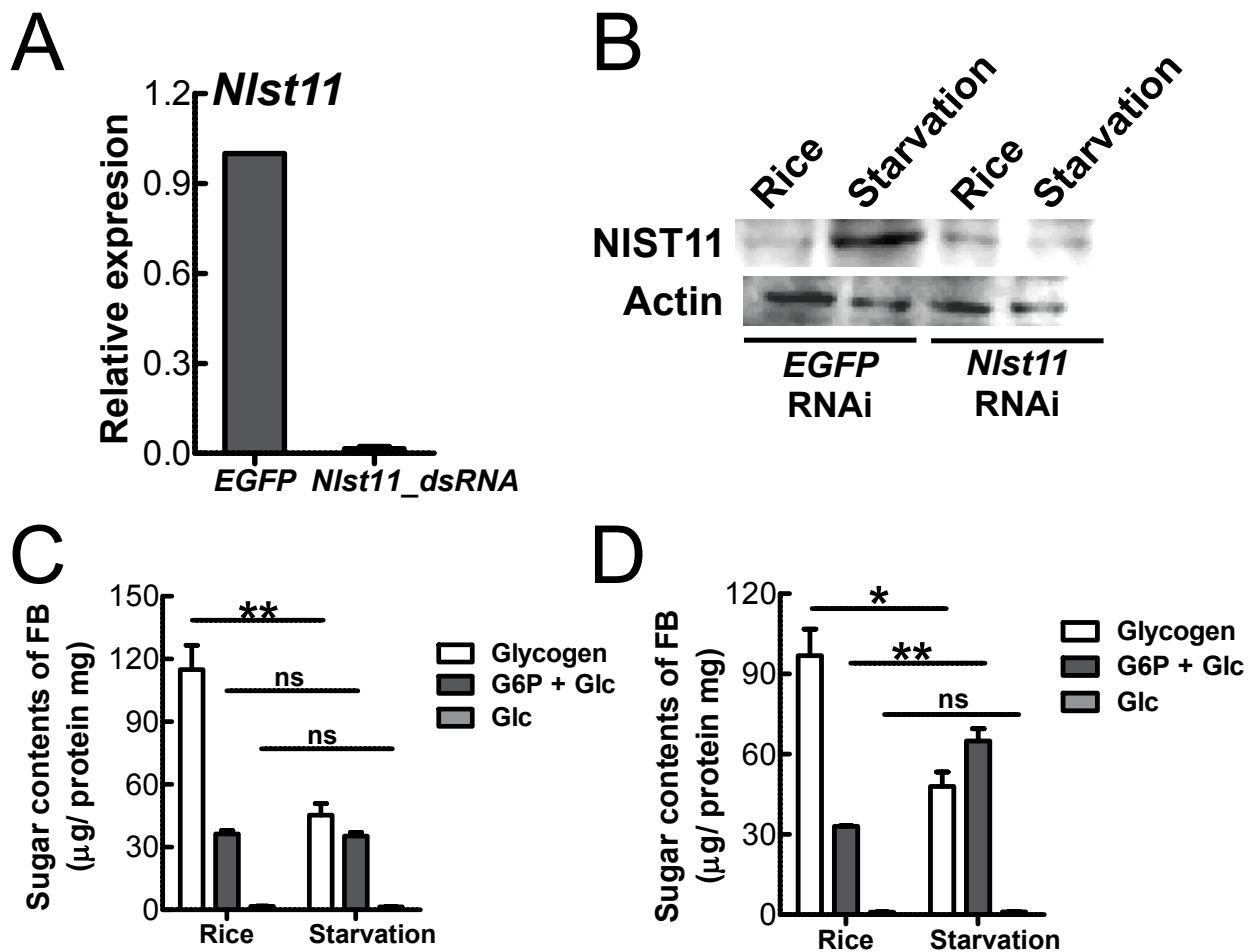 A
Nlst11
Relative expression
1.2
0.9
0.6
0.3
0.0
EGFP Nlst11_dsRNA
B
Rice Starvation Rice Starvation
NlST11
Actin
EGFP Nlst11
RNAi RNAi
C
Sugar contents of FB
(μg/ protein mg)
150
120
90
60
30
0
**
ns
ns
Rice Starvation
Glycogen
G6P + Glc
Glc
D
Sugar contents of FB
(μg/ protein mg)
120
90
60
30
0
*
**
ns
Rice Starvation
Glycogen
G6P + Glc
Glc